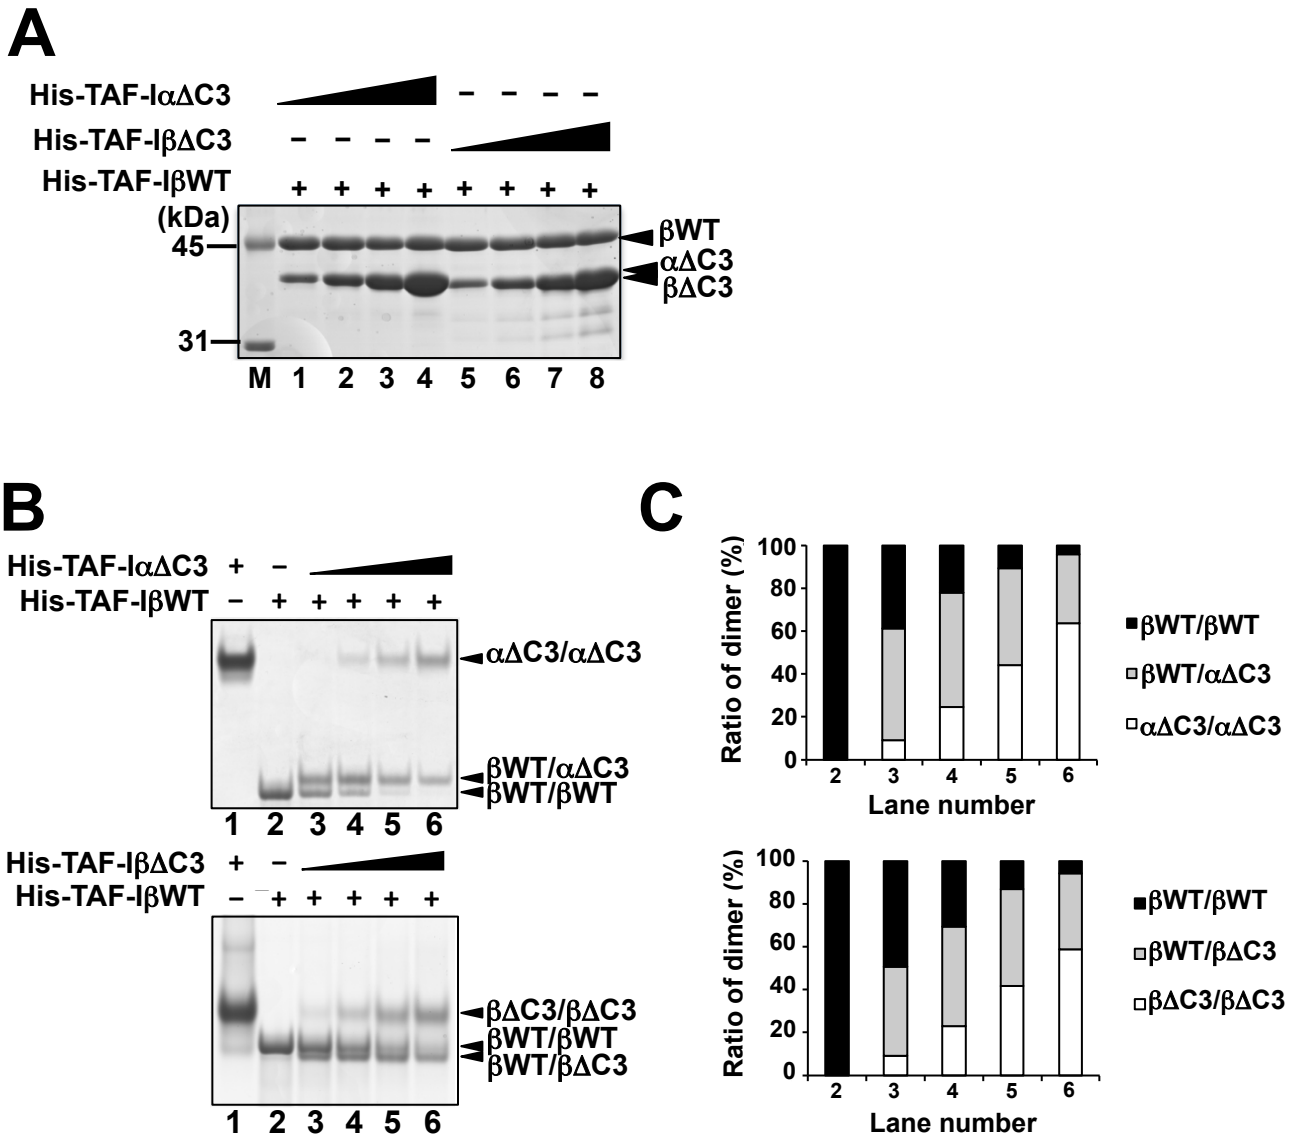 A
His-TAF-IαΔC3 – – – –
His-TAF-IβΔC3 – – – –
His-TAF-IβWT + + + + + + + +
(kDa)
45
31
βWT
αΔC3
βΔC3
M 1 2 3 4 5 6 7 8
B
His-TAF-IαΔC3 + –
His-TAF-IβWT – + + + + +
αΔC3/αΔC3
βWT/αΔC3
βWT/βWT
1 2 3 4 5 6
His-TAF-IβΔC3 + –
His-TAF-IβWT – + + + + +
βΔC3/βΔC3
βWT/βWT
βWT/βΔC3
1 2 3 4 5 6
C
Ratio of dimer (%)
100
80
60
40
20
0
2 3 4 5 6
Lane number
βWT/βWT
βWT/αΔC3
αΔC3/αΔC3
Ratio of dimer (%)
100
80
60
40
20
0
2 3 4 5 6
Lane number
βWT/βWT
βWT/βΔC3
βΔC3/βΔC3